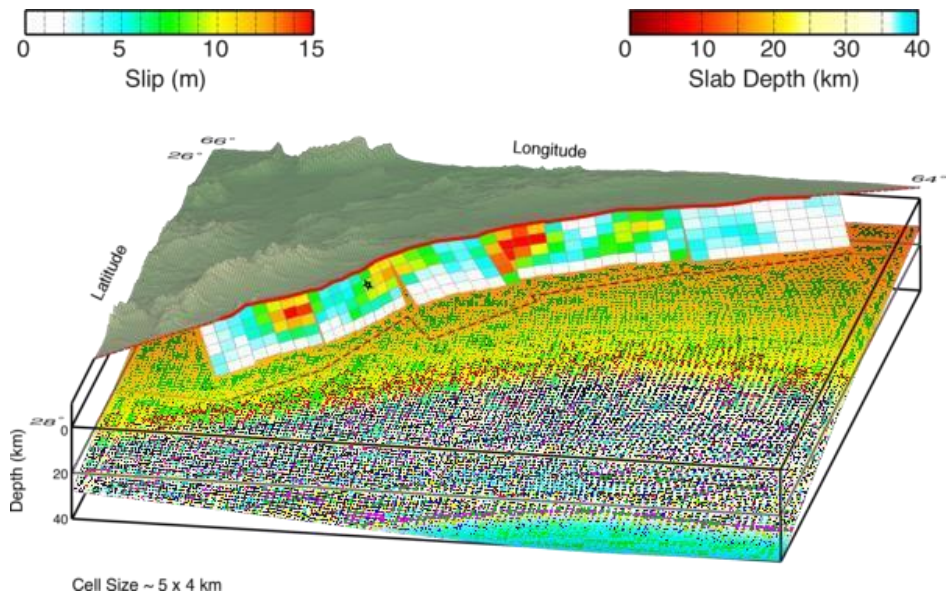 0 5 10 15
Slip (m)
0 10 20 30 40
Slab Depth (km)
66°
26°
Longitude
64°
Latitude
28°
0
20
40
Depth (km)
Cell Size ~ 5 x 4 km